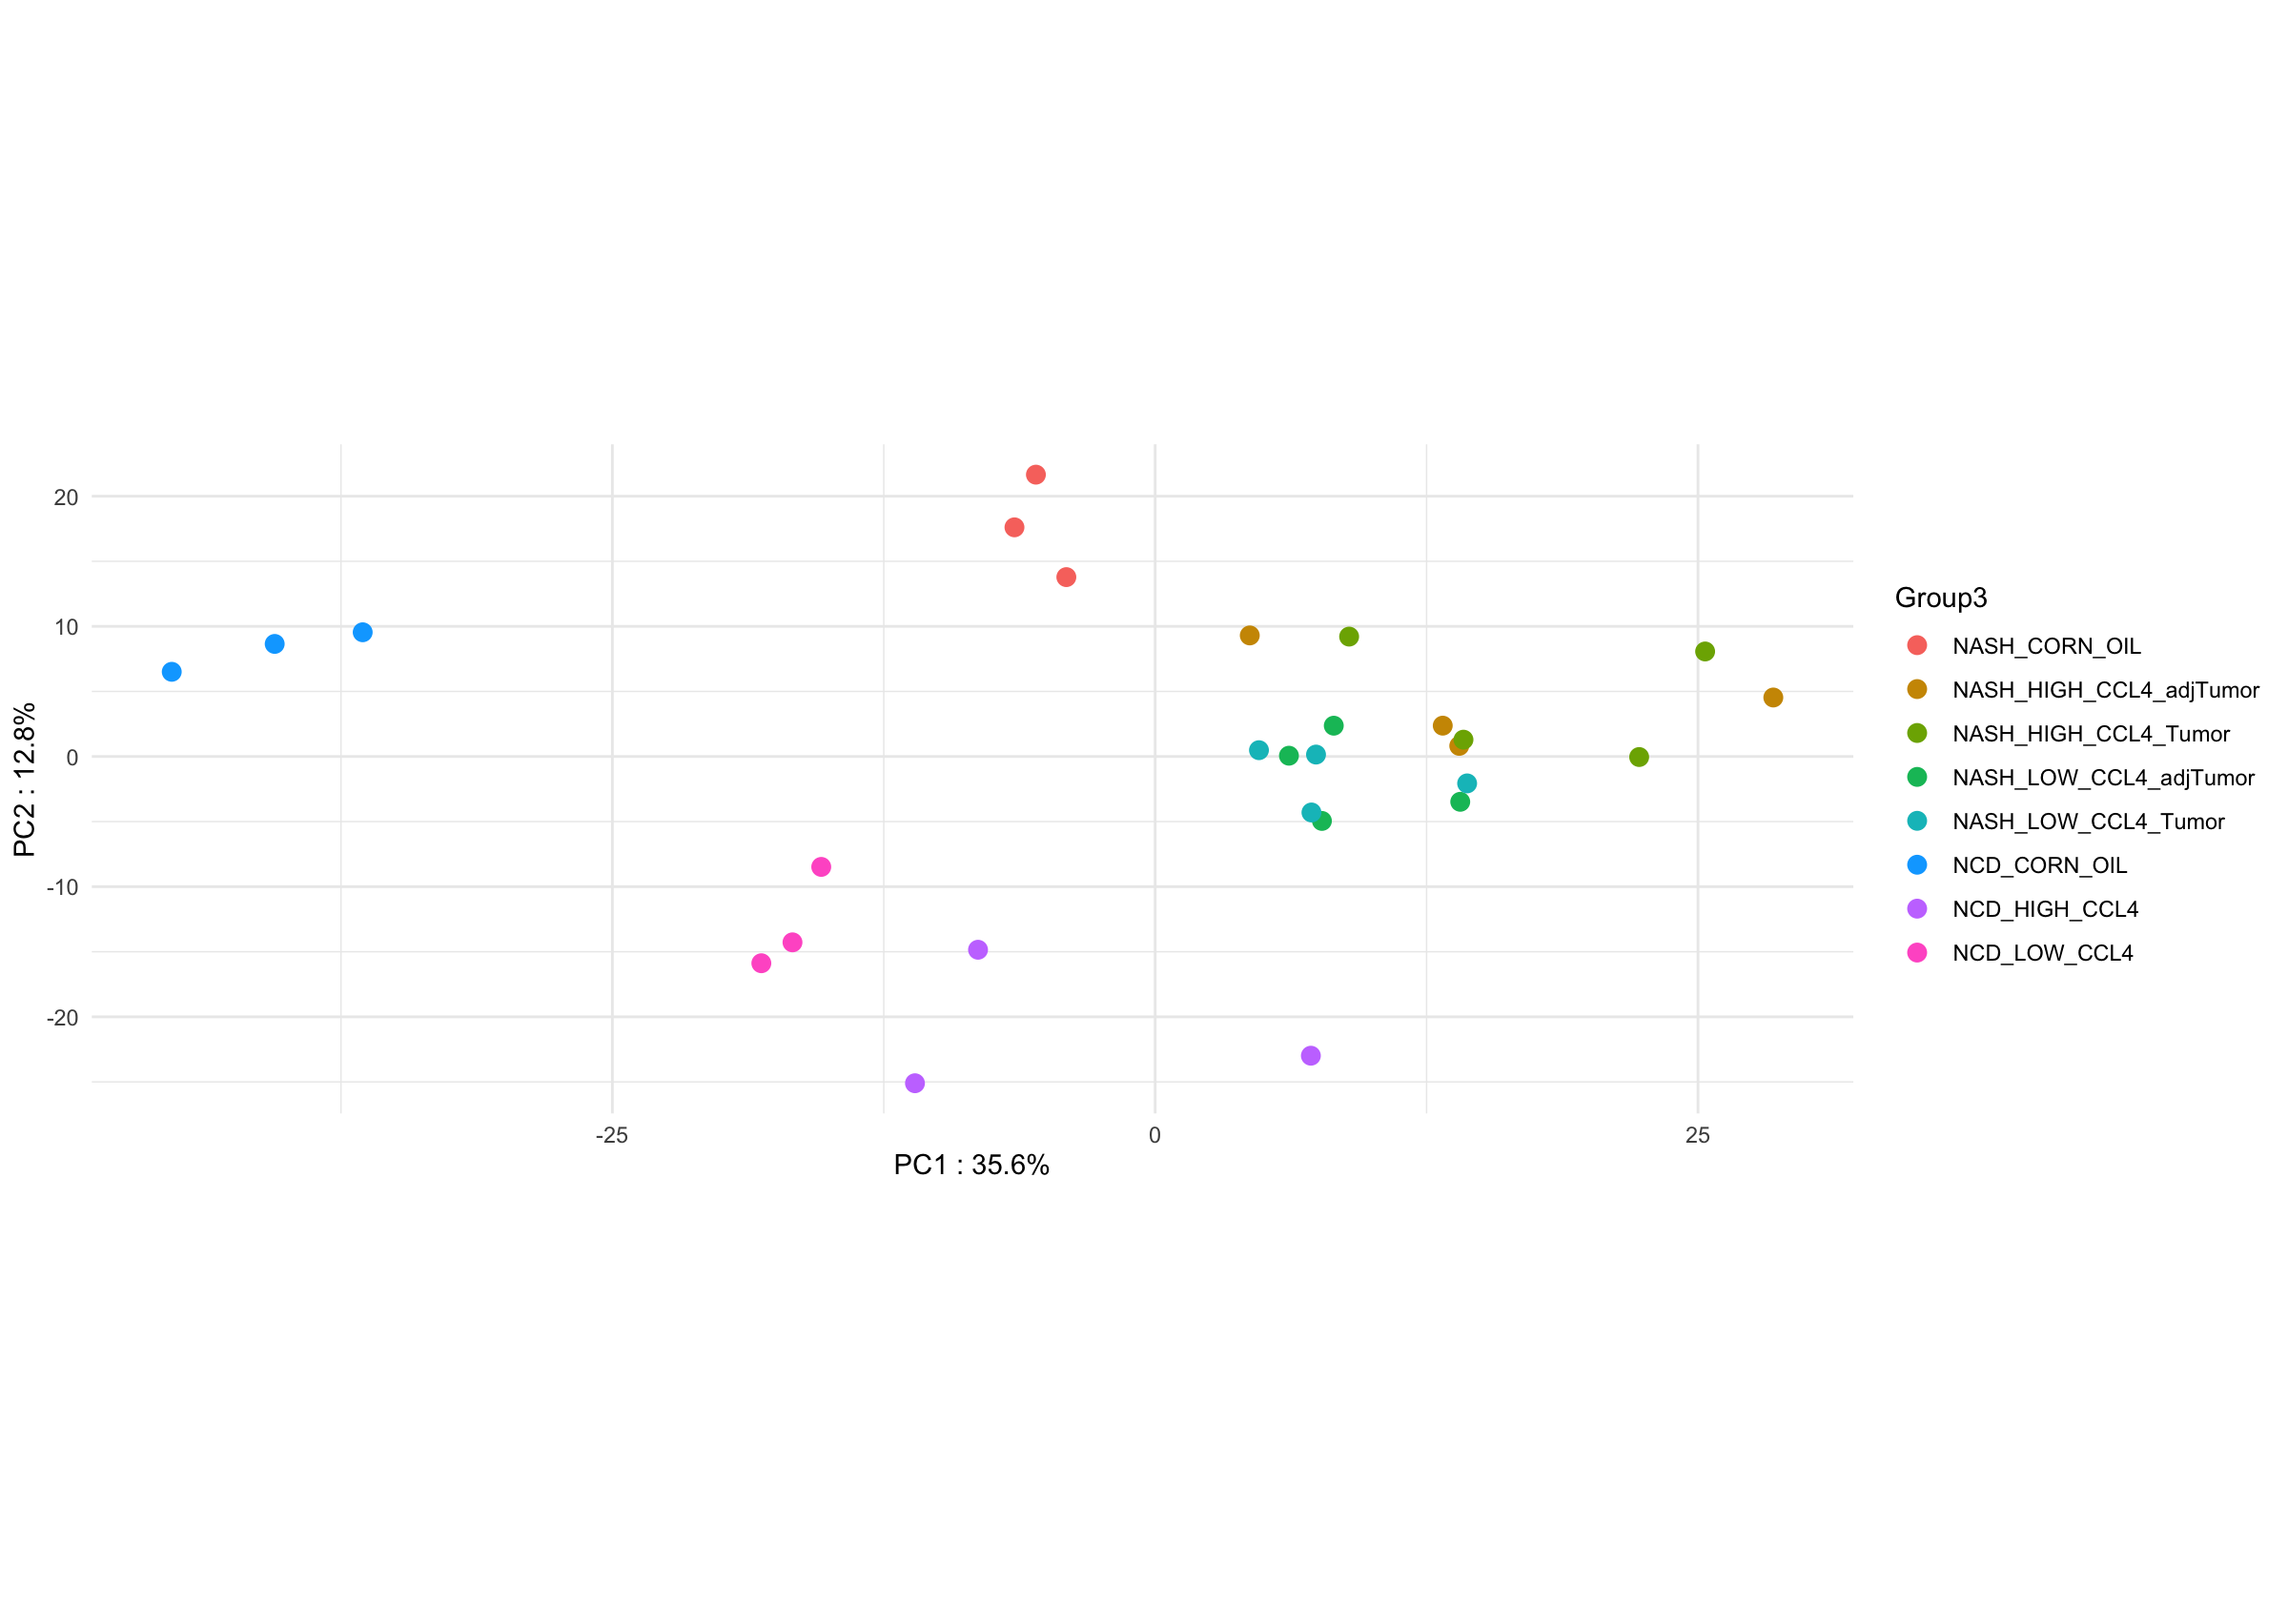 20
10
0
-10
-20
PC2 : 12.8%
-25
0
25
PC1 : 35.6%
Group3
NASH_CORN_OIL
NASH_HIGH_CCL4_adjTumor
NASH_HIGH_CCL4_Tumor
NASH_LOW_CCL4_adjTumor
NASH_LOW_CCL4_Tumor
NCD_CORN_OIL
NCD_HIGH_CCL4
NCD_LOW_CCL4